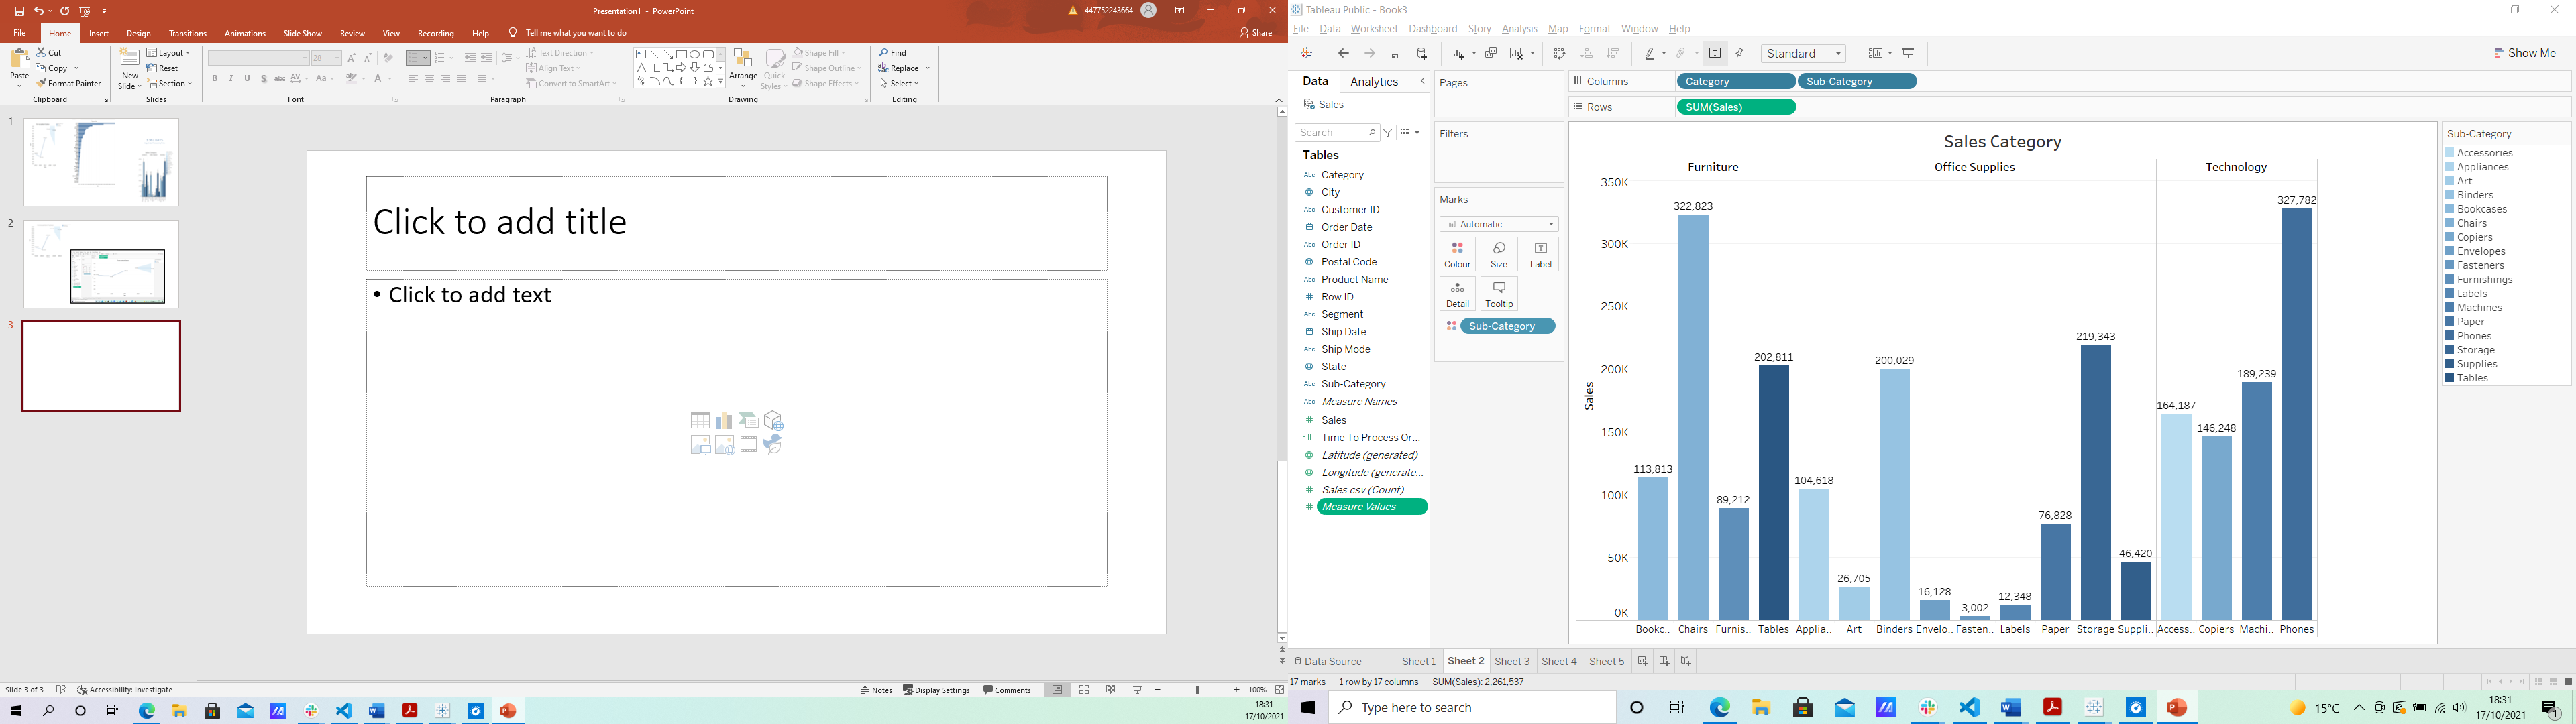 Presentation1 - PowerPoint
447752243664
File Home Insert Design Transitions Animations Slide Show Review View Recording Help Tell me what you want to do
Share
Paste
Cut
Copy
Format Painter
Clipboard
New
Slide
Layout
Reset
Section
Slides
28
Font
Paragraph
Text Direction
Align Text
Convert to SmartArt
Arrange
Quick
Styles
Shape Fill
Shape Outline
Shape Effects
Drawing
Find
Replace
Select
Editing
1
2
3
Click to add title
• Click to add text
Slide 3 of 3
Accessibility: Investigate
Notes
Display Settings
Comments
100%
18:31
17/10/2021
Tableau Public - Book3
File Data Worksheet Dashboard Story Analysis Map Format Window Help
Standard
Show Me
Data Analytics
Sales
Search
Tables
Category
City
Customer ID
Order Date
Order ID
Postal Code
Product Name
Row ID
Segment
Ship Date
Ship Mode
State
Sub-Category
Measure Names
Sales
Time To Process Or...
Latitude (generated)
Longitude (generate...
Sales.csv (Count)
Measure Values
Pages
Filters
Marks
Automatic
Colour Size Label
Detail Tooltip
Sub-Category
Columns Category Sub-Category
Rows SUM(Sales)
Sales Category
Furniture Office Supplies Technology
350K
300K
250K
200K
150K
100K
50K
0K
Sales
113,813
322,823
89,212
202,811
104,618
26,705
200,029
16,128
3,002
12,348
76,828
219,343
46,420
164,187
146,248
189,239
327,782
Bookc.. Chairs Furnis.. Tables Applia.. Art Binders Envelo.. Fasten.. Labels Paper Storage Suppli.. Access.. Copiers Machi.. Phones
Sub-Category
Accessories
Appliances
Art
Binders
Bookcases
Chairs
Copiers
Envelopes
Fasteners
Furnishings
Labels
Machines
Paper
Phones
Storage
Supplies
Tables
Data Source Sheet 1 Sheet 2 Sheet 3 Sheet 4 Sheet 5
17 marks 1 row by 17 columns SUM(Sales): 2,261,537
Type here to search
15°C
18:31
17/10/2021